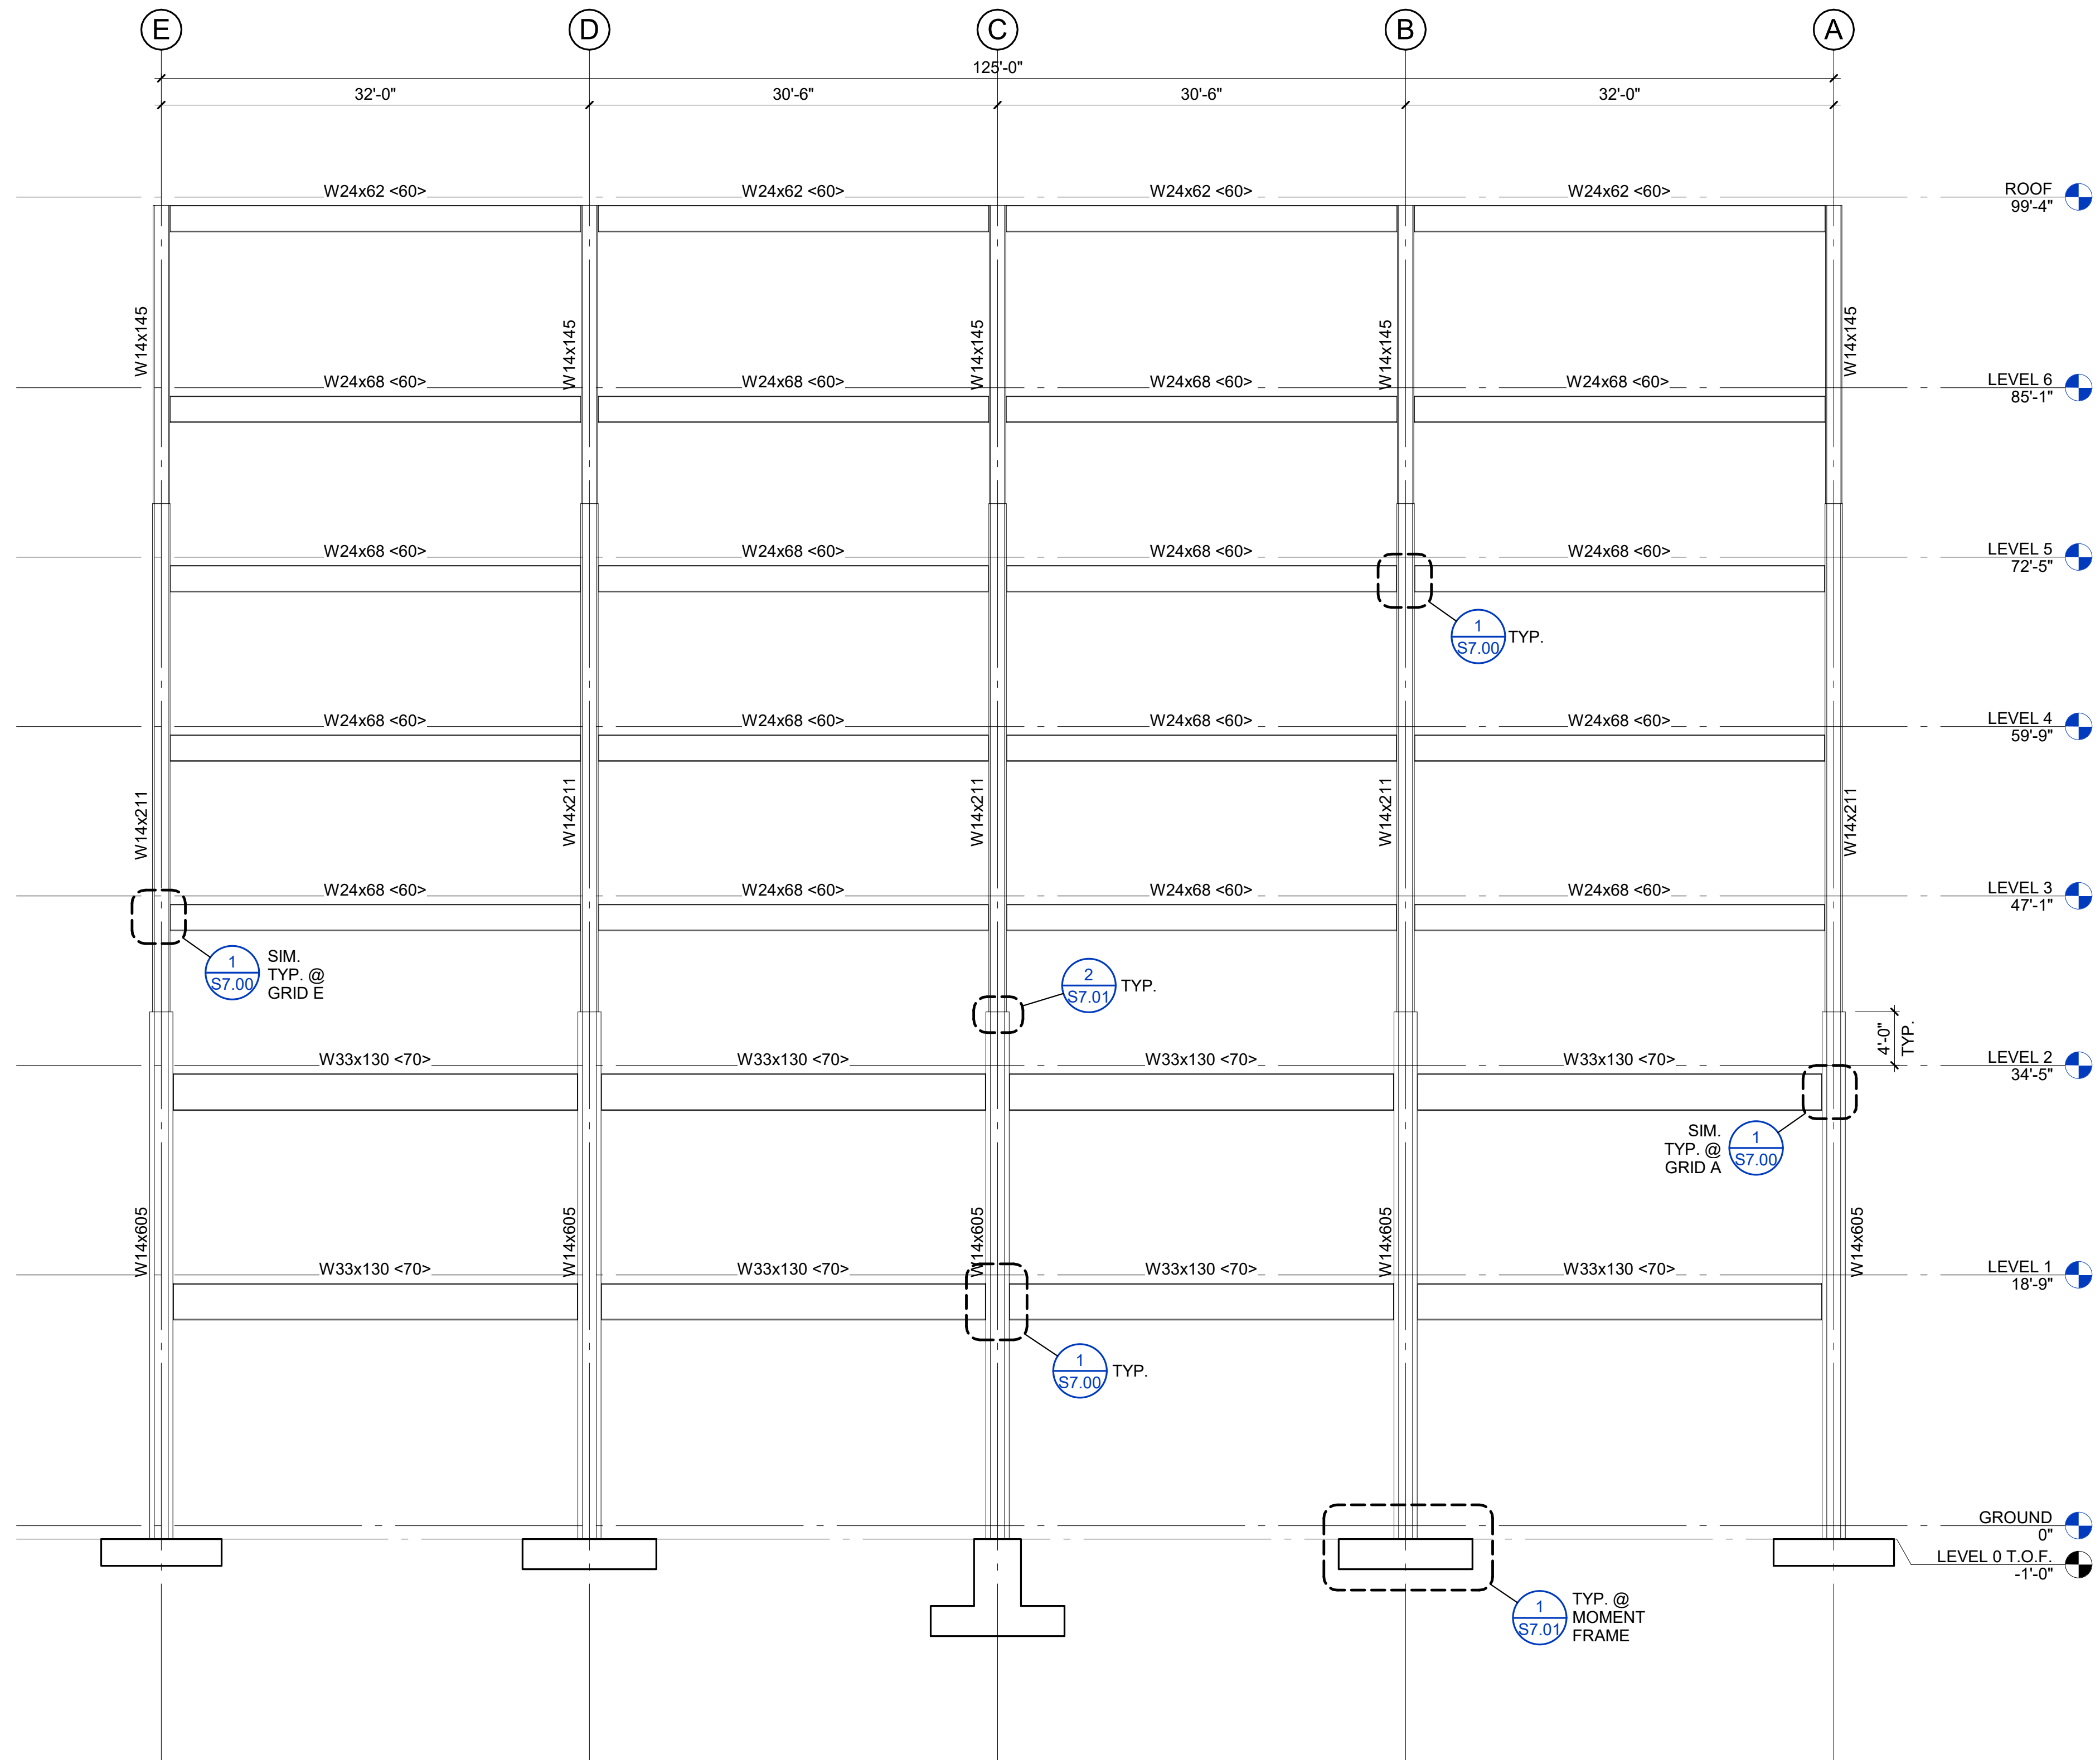 E
D
C
B
A
125'-0"
32'-0"
30'-6"
30'-6"
32'-0"
W24x62 <60>
W24x62 <60>
W24x62 <60>
W24x62 <60>
ROOF
99'-4"
W14x145
W14x145
W14x145
W14x145
W14x145
W24x68 <60>
W24x68 <60>
W24x68 <60>
W24x68 <60>
LEVEL 6
85'-1"
W24x68 <60>
W24x68 <60>
W24x68 <60>
W24x68 <60>
LEVEL 5
72'-5"
1
S7.00
TYP.
W24x68 <60>
W24x68 <60>
W24x68 <60>
W24x68 <60>
LEVEL 4
59'-9"
W14x211
W14x211
W14x211
W14x211
W14x211
W24x68 <60>
W24x68 <60>
W24x68 <60>
W24x68 <60>
LEVEL 3
47'-1"
1
S7.00
SIM.
TYP. @
GRID E
2
S7.01
TYP.
4'-0"
TYP.
W33x130 <70>
W33x130 <70>
W33x130 <70>
W33x130 <70>
LEVEL 2
34'-5"
SIM.
TYP. @
GRID A
1
S7.00
W14x605
W14x605
W14x605
W14x605
W14x605
W33x130 <70>
W33x130 <70>
W33x130 <70>
W33x130 <70>
LEVEL 1
18'-9"
1
S7.00
TYP.
GROUND
0"
LEVEL 0 T.O.F.
-1'-0"
1
S7.01
TYP. @
MOMENT
FRAME